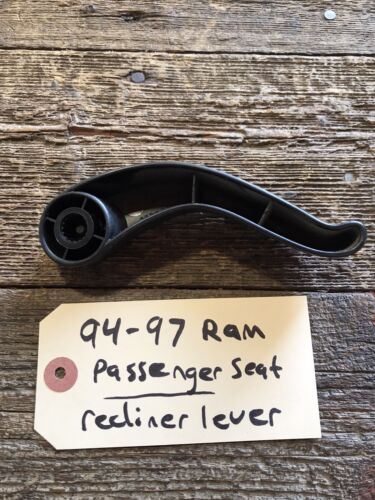 94-97 Ram
Passenger Seat
recliner lever